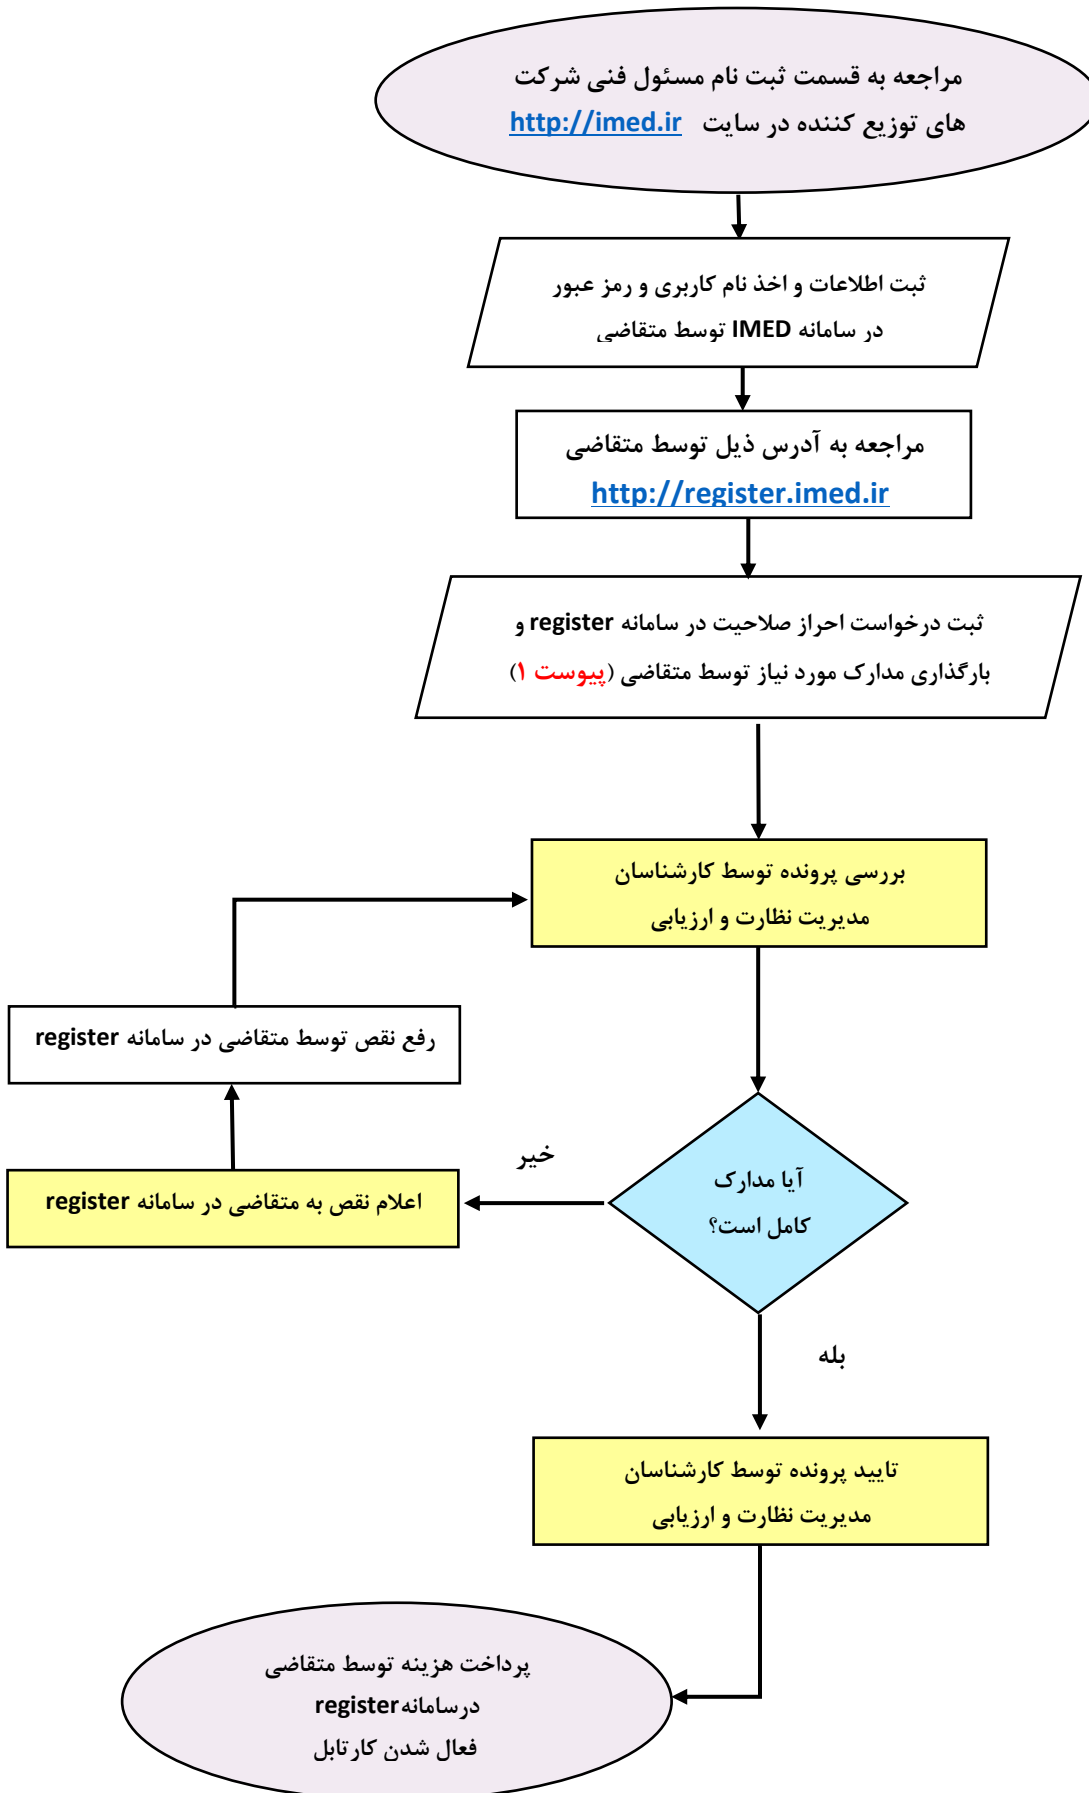 مراجعه به قسمت ثبت نام مسئول فنی شرکت
های توزیع کننده در سایت http://imed.ir
ثبت اطلاعات و اخذ نام کاربری و رمز عبور
در سامانه IMED توسط متقاضی
مراجعه به آدرس ذیل توسط متقاضی
http://register.imed.ir
ثبت درخواست احراز صلاحیت در سامانه register و
بارگذاری مدارک مورد نیاز توسط متقاضی (پیوست ۱)
بررسی پرونده توسط کارشناسان
مدیریت نظارت و ارزیابی
رفع نقص توسط متقاضی در سامانه register
خیر
آیا مدارک
کامل است؟
اعلام نقص به متقاضی در سامانه register
بله
تایید پرونده توسط کارشناسان
مدیریت نظارت و ارزیابی
پرداخت هزینه توسط متقاضی
درسامانه register
فعال شدن کارتابل